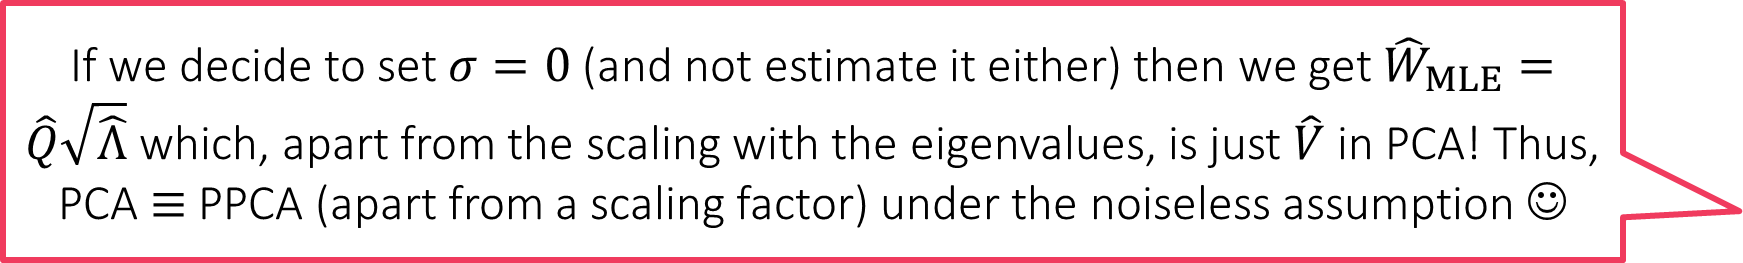 If we decide to set 𝜎 = 0 (and not estimate it either) then we get Ŵ_MLE =
Q̂√Λ̂ which, apart from the scaling with the eigenvalues, is just V̂ in PCA! Thus,
PCA ≡ PPCA (apart from a scaling factor) under the noiseless assumption ☺